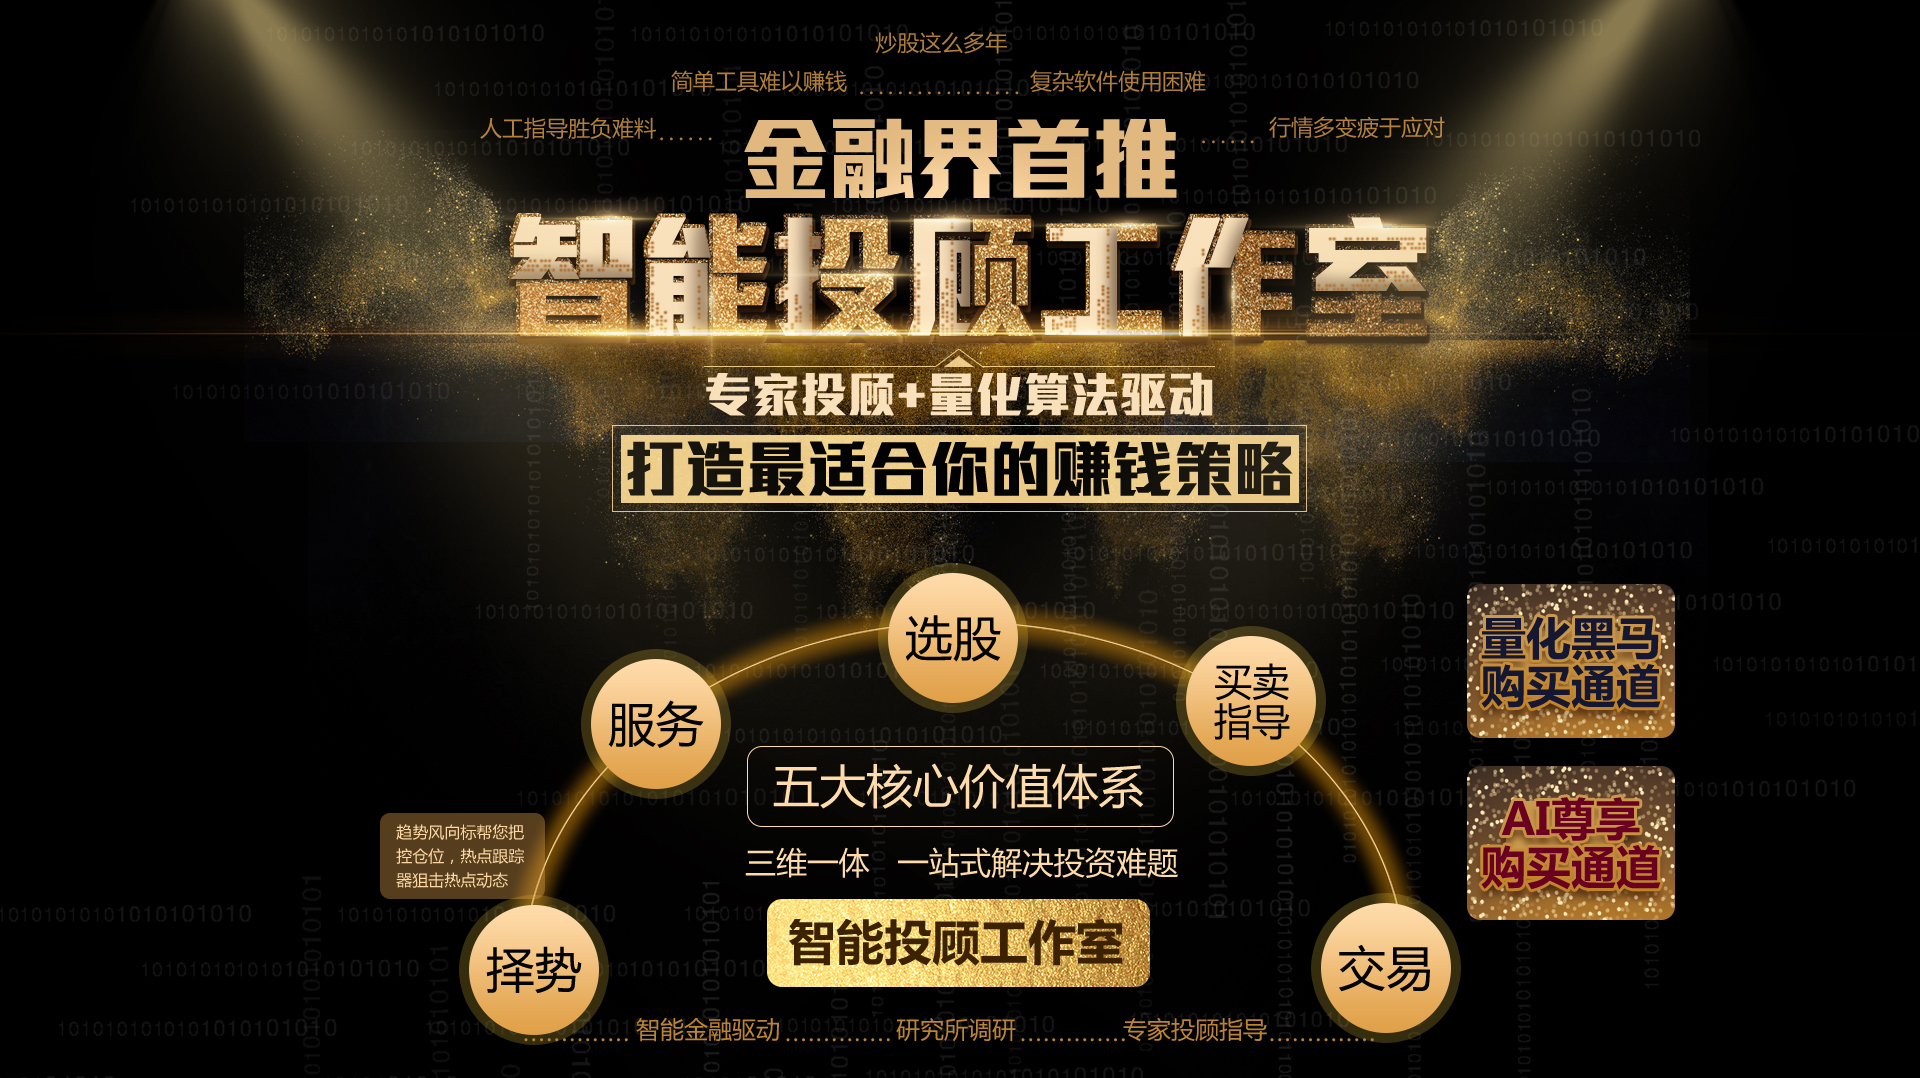 炒股这么多年
简单工具难以赚钱 ................ 复杂软件使用困难
人工指导胜负难料......
...... 行情多变疲于应对
金融界首推
智能投顾工作室
专家投顾+量化算法驱动
打造最适合你的赚钱策略
选股
服务
买卖
指导
量化黑马
购买通道
五大核心价值体系
AI尊享
购买通道
趋势风向标帮您把
控仓位，热点跟踪
器狙击热点动态
三维一体 一站式解决投资难题
智能投顾工作室
择势
交易
............. 智能金融驱动 ............. 研究所调研 ............. 专家投顾指导 .............